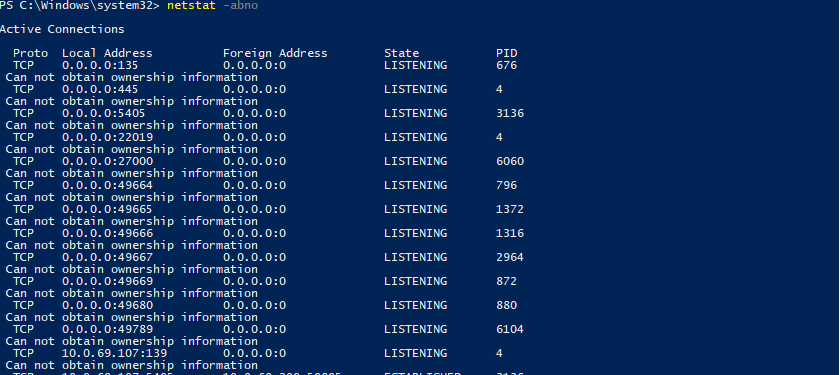 PS C:\Windows\system32> netstat -abno
Active Connections
Proto Local Address Foreign Address State PID
TCP 0.0.0.0:135 0.0.0.0:0 LISTENING 676
Can not obtain ownership information
TCP 0.0.0.0:445 0.0.0.0:0 LISTENING 4
Can not obtain ownership information
TCP 0.0.0.0:5405 0.0.0.0:0 LISTENING 3136
Can not obtain ownership information
TCP 0.0.0.0:22019 0.0.0.0:0 LISTENING 4
Can not obtain ownership information
TCP 0.0.0.0:27000 0.0.0.0:0 LISTENING 6060
Can not obtain ownership information
TCP 0.0.0.0:49664 0.0.0.0:0 LISTENING 796
Can not obtain ownership information
TCP 0.0.0.0:49665 0.0.0.0:0 LISTENING 1372
Can not obtain ownership information
TCP 0.0.0.0:49666 0.0.0.0:0 LISTENING 1316
Can not obtain ownership information
TCP 0.0.0.0:49667 0.0.0.0:0 LISTENING 2964
Can not obtain ownership information
TCP 0.0.0.0:49669 0.0.0.0:0 LISTENING 872
Can not obtain ownership information
TCP 0.0.0.0:49680 0.0.0.0:0 LISTENING 880
Can not obtain ownership information
TCP 0.0.0.0:49789 0.0.0.0:0 LISTENING 6104
Can not obtain ownership information
TCP 10.0.69.107:139 0.0.0.0:0 LISTENING 4
Can not obtain ownership information
TCP 10.0.69.107:5405 ESTABLISHED 3136